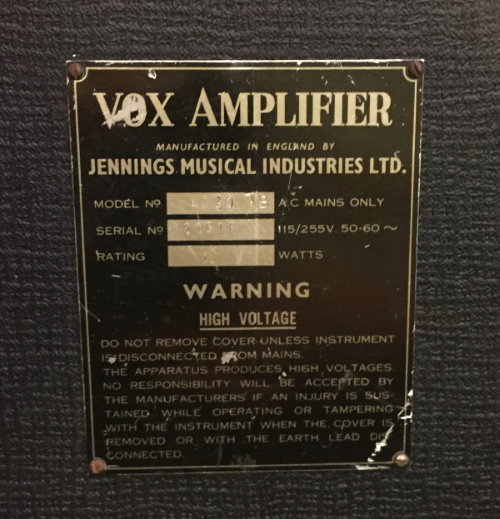 VOX AMPLIFIER
MANUFACTURED IN ENGLAND BY
JENNINGS MUSICAL INDUSTRIES LTD.
MODEL Nº AC30 TB A.C MAINS ONLY
SERIAL Nº 115/255V. 50-60~
RATING WATTS
WARNING
HIGH VOLTAGE
DO NOT REMOVE COVER UNLESS INSTRUMENT
IS DISCONNECTED FROM MAINS.
THE APPARATUS PRODUCES HIGH VOLTAGES.
NO RESPONSIBILITY WILL BE ACCEPTED BY
THE MANUFACTURERS IF AN INJURY IS SUS-
TAINED WHILE OPERATING OR TAMPERING
WITH THE INSTRUMENT WHEN THE COVER IS
REMOVED OR WITH THE EARTH LEAD DIS
CONNECTED.